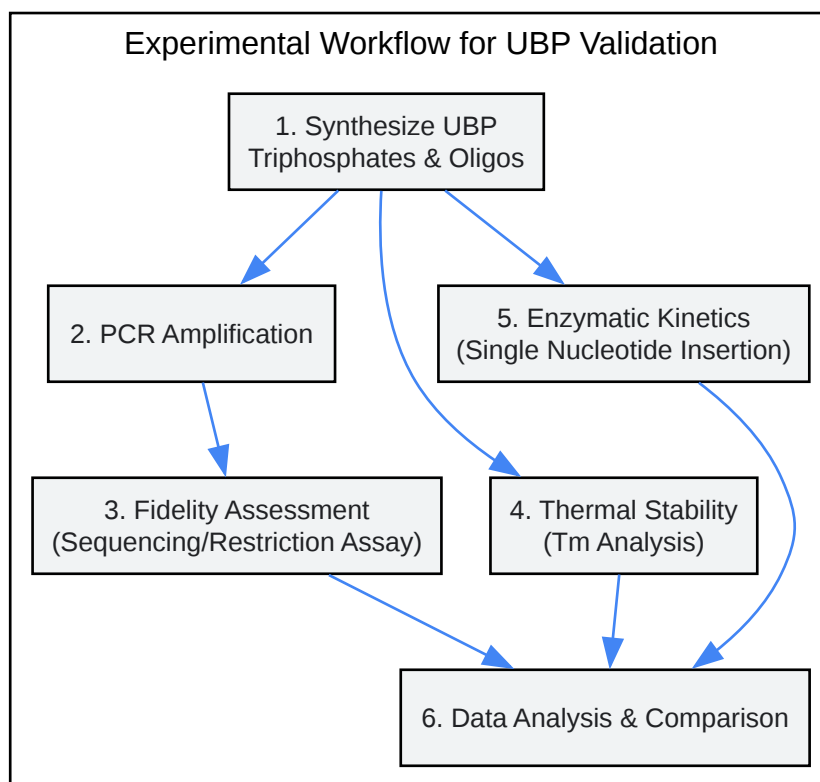 Experimental Workflow for UBP Validation
1. Synthesize UBP
Triphosphates & Oligos
2. PCR Amplification
5. Enzymatic Kinetics
(Single Nucleotide Insertion)
3. Fidelity Assessment
(Sequencing/Restriction Assay)
4. Thermal Stability
(Tm Analysis)
6. Data Analysis & Comparison